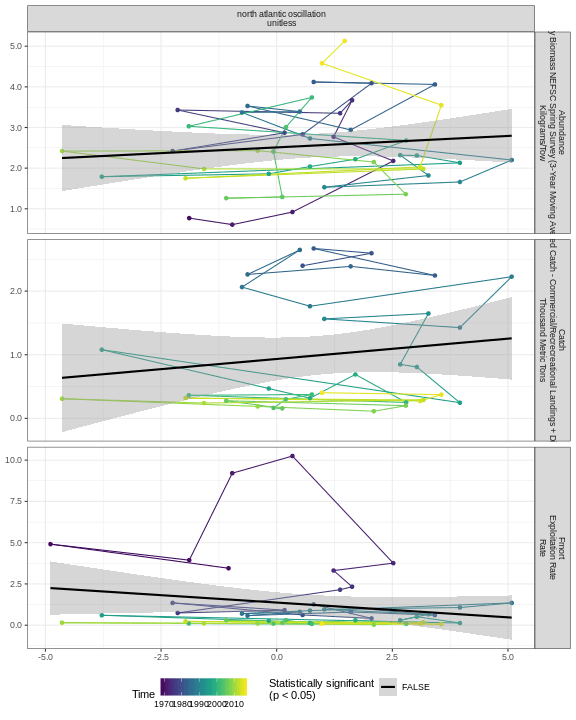 north atlantic oscillation
unitless
5.0
4.0
3.0
2.0
1.0
Abundance
Biomass NEFSC Spring Survey (3-Year Moving
Kilograms/Tow
2.0
1.0
0.0
Catch
Catch - Commercial/Recreational Landings + D
Thousand Metric Tons
10.0
7.5
5.0
2.5
0.0
Fmort
Exploitation Rate
Rate
-5.0
-2.5
0.0
2.5
5.0
Time
1970 1980 1990 2000 2010
Statistically significant
(p < 0.05)
FALSE